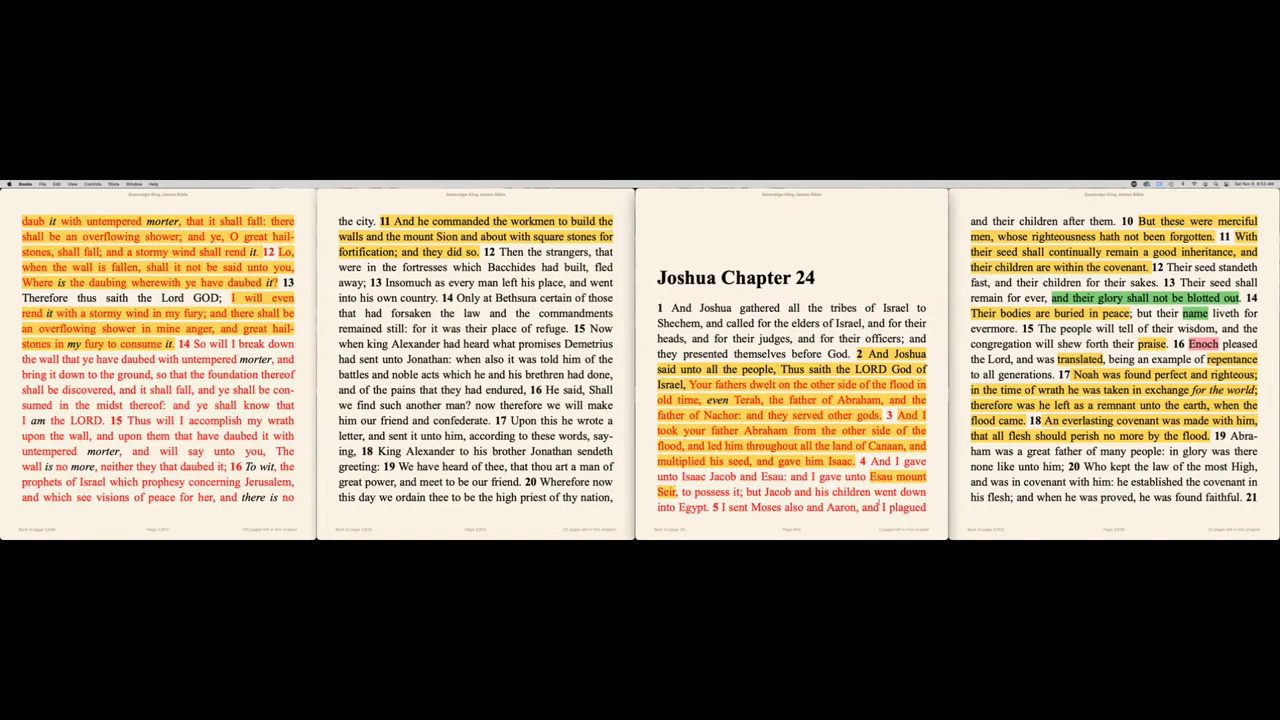 Books File Edit View Controls Store Window Help
Sat Nov 6 8:53 AM
Sovereign King James Bible
daub it with untempered morter, that it shall fall: there
shall be an overflowing shower; and ye, O great hail-
stones, shall fall; and a stormy wind shall rend it. 12 Lo,
when the wall is fallen, shall it not be said unto you,
Where is the daubing wherewith ye have daubed it? 13
Therefore thus saith the Lord GOD; I will even
rend it with a stormy wind in my fury; and there shall be
an overflowing shower in mine anger, and great hail-
stones in my fury to consume it. 14 So will I break down
the wall that ye have daubed with untempered morter, and
bring it down to the ground, so that the foundation thereof
shall be discovered, and it shall fall, and ye shall be con-
sumed in the midst thereof: and ye shall know that
I am the LORD. 15 Thus will I accomplish my wrath
upon the wall, and upon them that have daubed it with
untempered morter, and will say unto you, The
wall is no more, neither they that daubed it; 16 To wit, the
prophets of Israel which prophesy concerning Jerusalem,
and which see visions of peace for her, and there is no
Sovereign King James Bible
the city. 11 And he commanded the workmen to build the
walls and the mount Sion and about with square stones for
fortification; and they did so. 12 Then the strangers, that
were in the fortresses which Bacchides had built, fled
away; 13 Insomuch as every man left his place, and went
into his own country. 14 Only at Bethsura certain of those
that had forsaken the law and the commandments
remained still: for it was their place of refuge. 15 Now
when king Alexander had heard what promises Demetrius
had sent unto Jonathan: when also it was told him of the
battles and noble acts which he and his brethren had done,
and of the pains that they had endured, 16 He said, Shall
we find such another man? now therefore we will make
him our friend and confederate. 17 Upon this he wrote a
letter, and sent it unto him, according to these words, say-
ing, 18 King Alexander to his brother Jonathan sendeth
greeting: 19 We have heard of thee, that thou art a man of
great power, and meet to be our friend. 20 Wherefore now
this day we ordain thee to be the high priest of thy nation,
Sovereign King James Bible
Joshua Chapter 24
1 And Joshua gathered all the tribes of Israel to
Shechem, and called for the elders of Israel, and for their
heads, and for their judges, and for their officers; and
they presented themselves before God. 2 And Joshua
said unto all the people, Thus saith the LORD God of
Israel, Your fathers dwelt on the other side of the flood in
old time, even Terah, the father of Abraham, and the
father of Nachor: and they served other gods. 3 And I
took your father Abraham from the other side of the
flood, and led him throughout all the land of Canaan, and
multiplied his seed, and gave him Isaac. 4 And I gave
unto Isaac Jacob and Esau: and I gave unto Esau mount
Seir, to possess it; but Jacob and his children went down
into Egypt. 5 I sent Moses also and Aaron, and I plagued
Sovereign King James Bible
and their children after them. 10 But these were merciful
men, whose righteousness hath not been forgotten. 11 With
their seed shall continually remain a good inheritance, and
their children are within the covenant. 12 Their seed standeth
fast, and their children for their sakes. 13 Their seed shall
remain for ever, and their glory shall not be blotted out. 14
Their bodies are buried in peace; but their name liveth for
evermore. 15 The people will tell of their wisdom, and the
congregation will shew forth their praise. 16 Enoch pleased
the Lord, and was translated, being an example of repentance
to all generations. 17 Noah was found perfect and righteous;
in the time of wrath he was taken in exchange for the world;
therefore was he left as a remnant unto the earth, when the
flood came. 18 An everlasting covenant was made with him,
that all flesh should perish no more by the flood. 19 Abra-
ham was a great father of many people: in glory was there
none like unto him; 20 Who kept the law of the most High,
and was in covenant with him: he established the covenant in
his flesh; and when he was proved, he was found faithful. 21